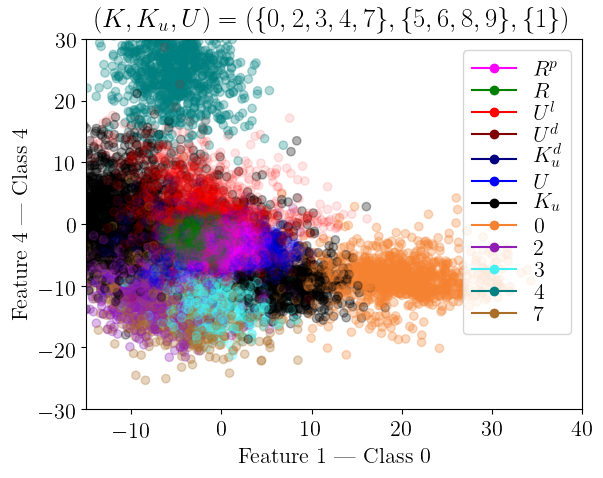 (K, K_u, U) = ({0, 2, 3, 4, 7}, {5, 6, 8, 9}, {1})
30
20
10
0
−10
−20
−30
Feature 4 — Class 4
−10
0
10
20
30
40
Feature 1 — Class 0
R^p
R
U^l
U^d
K_u^d
U
K_u
0
2
3
4
7